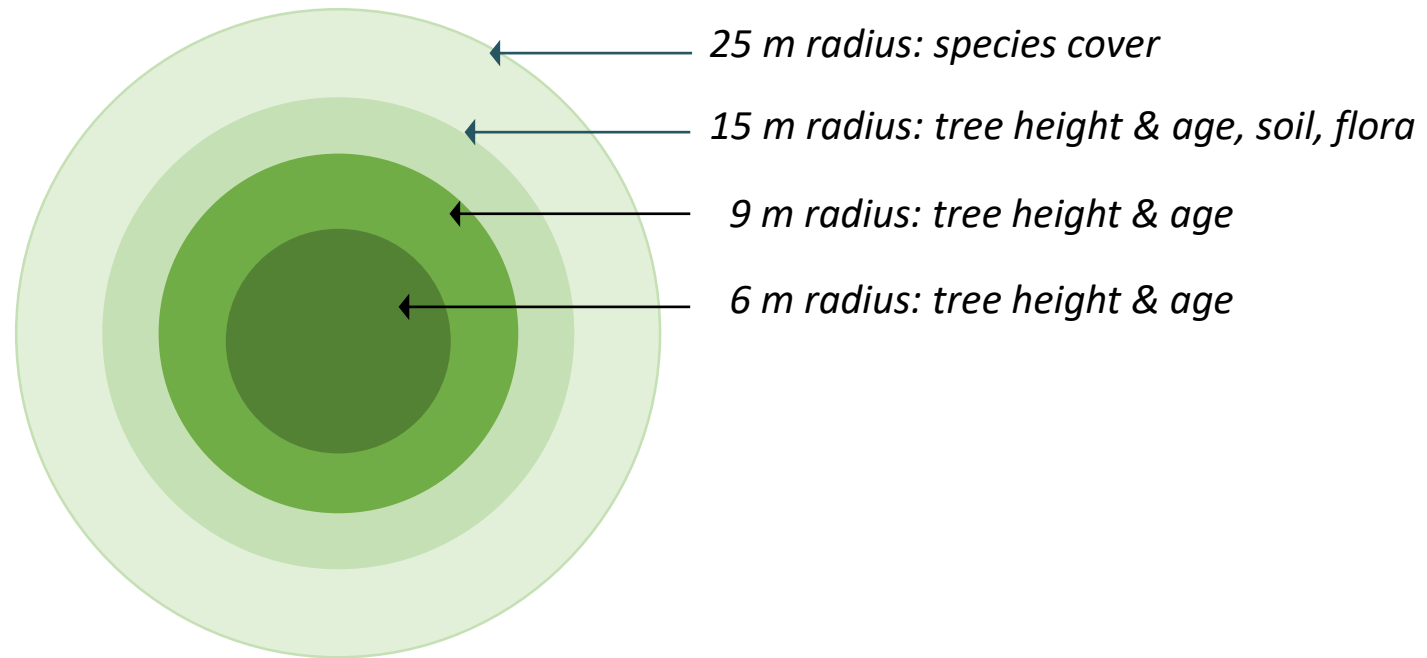 25 m radius: species cover
15 m radius: tree height & age, soil, flora
9 m radius: tree height & age
6 m radius: tree height & age